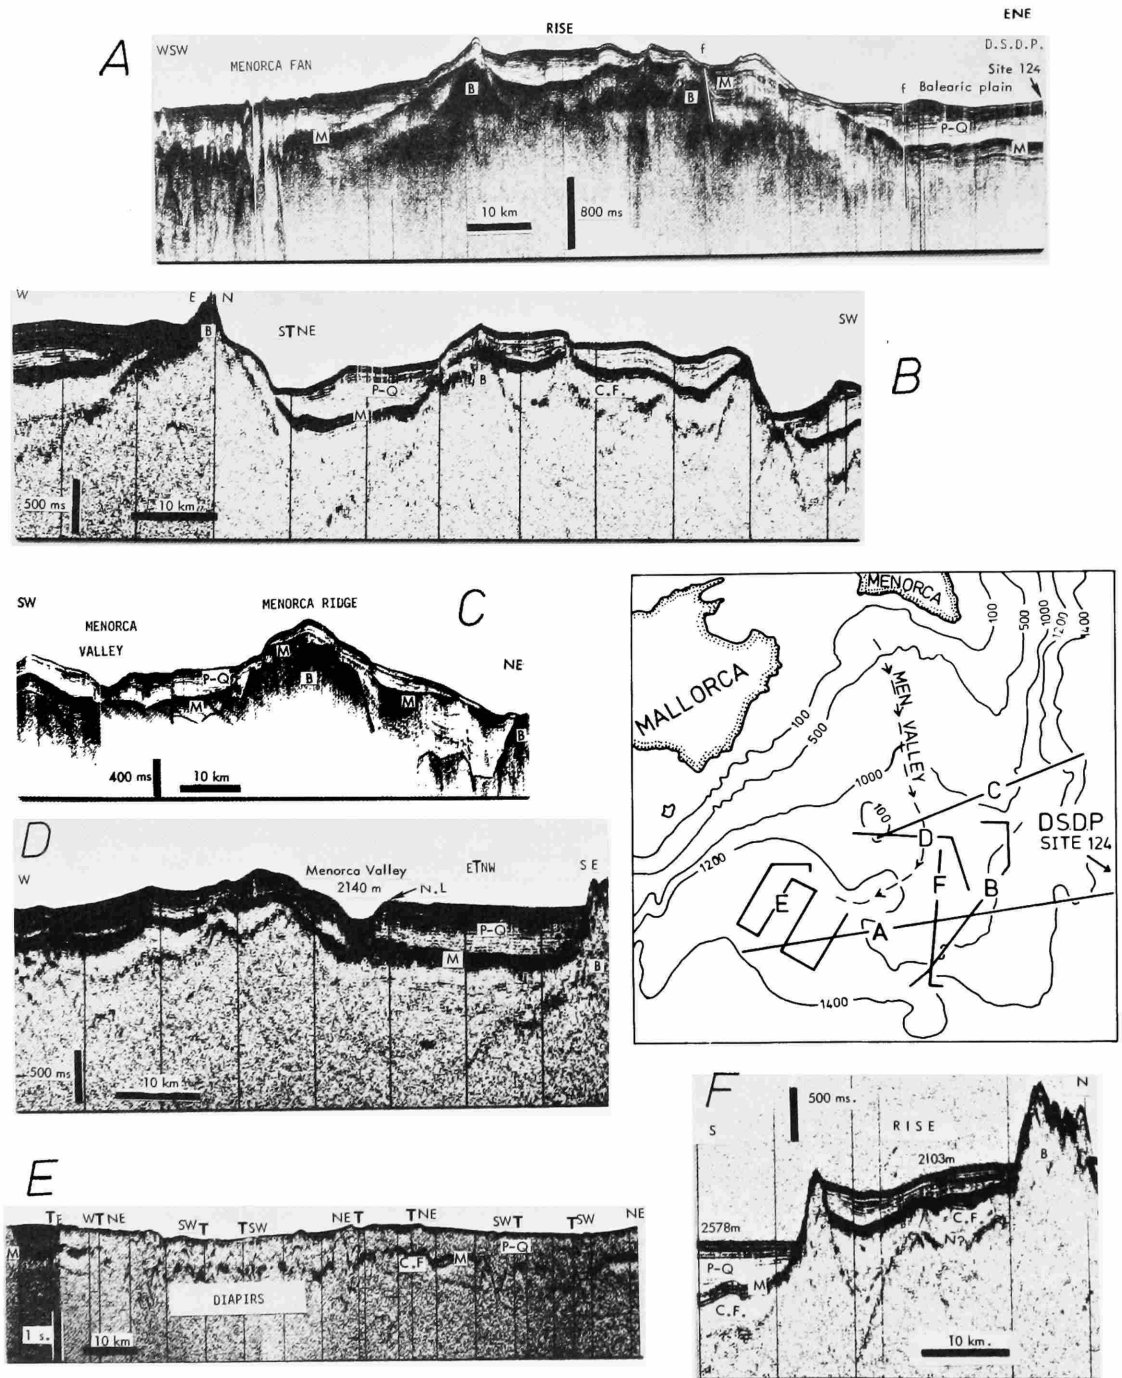 A
WSW
RISE
ENE
D.S.D.P.
Site 124
MENORCA FAN
f
f
Balearic plain
B
B
M
P-Q
M
M
10 km
800 ms
B
W
E N
STNE
SW
B
P-Q
B
C.F.
M
500 ms
10 km
C
SW
MENORCA RIDGE
MENORCA
VALLEY
NE
M
P-Q
B
M
M
B
400 ms
10 km
MENORCA
MALLORCA
MEN. VALLEY
100
500
1000
1200
1400
100
500
1000
100
1200
1400
C
D
D.S.D.P
SITE 124
F
B
E
A
D
W
Menorca Valley
2140 m
N.L
ETNW
S E
P-Q
M
B
500 ms
10 km
E
TE
WTNE
SWT
TSW
NET
TNE
SWT
TSW
NE
M
P-Q
C.F
M
DIAPIRS
1 s.
10 km
F
500 ms.
S
RISE
N
2103m
B
2578m
C.F.
N?
P-Q
M
C.F.
10 km.